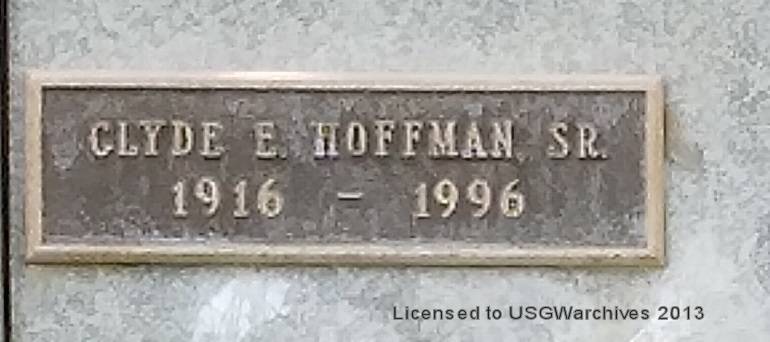 CLYDE E. HOFFMAN, SR.
1916 - 1996
Licensed to USGWarchives 2013